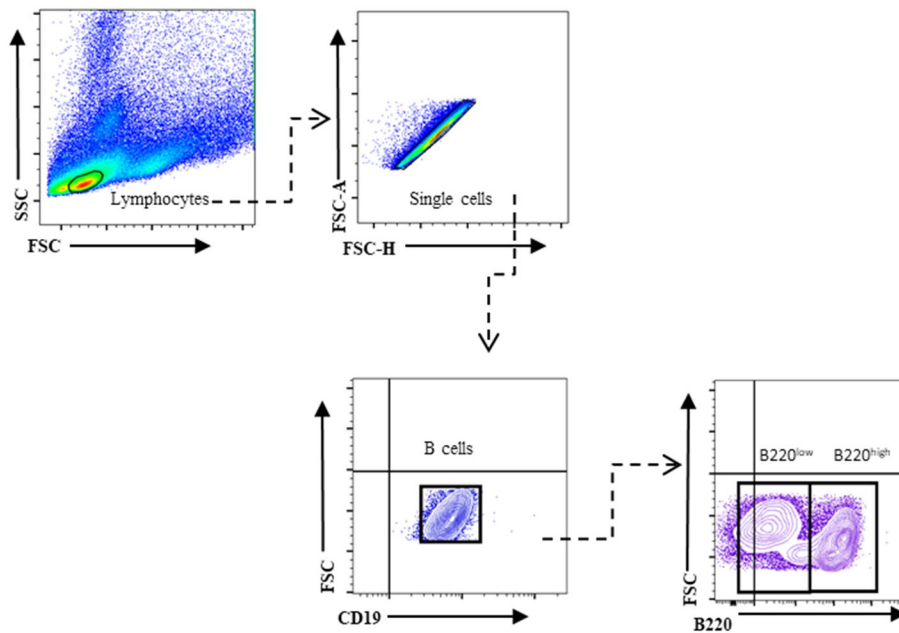 SSC
Lymphocytes
FSC
FSC-A
Single cells
FSC-H
FSC
B cells
CD19
FSC
B220low
B220high
B220